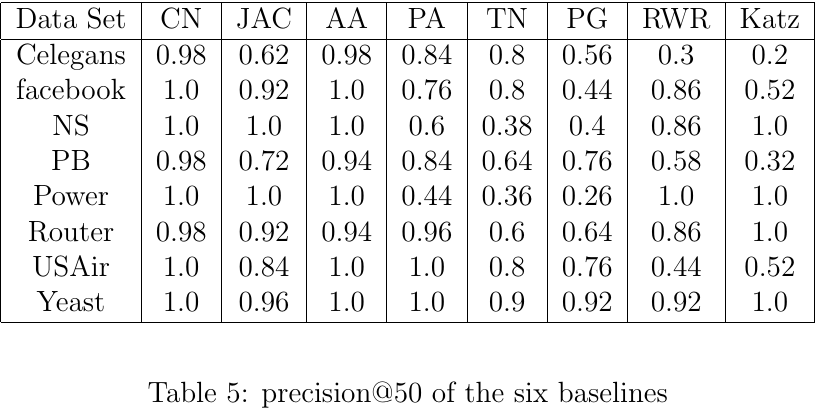 Data Set CN JAC AA PA TN PG RWR Katz
Celegans 0.98 0.62 0.98 0.84 0.8 0.56 0.3 0.2
facebook 1.0 0.92 1.0 0.76 0.8 0.44 0.86 0.52
NS 1.0 1.0 1.0 0.6 0.38 0.4 0.86 1.0
PB 0.98 0.72 0.94 0.84 0.64 0.76 0.58 0.32
Power 1.0 1.0 1.0 0.44 0.36 0.26 1.0 1.0
Router 0.98 0.92 0.94 0.96 0.6 0.64 0.86 1.0
USAir 1.0 0.84 1.0 1.0 0.8 0.76 0.44 0.52
Yeast 1.0 0.96 1.0 1.0 0.9 0.92 0.92 1.0
Table 5: precision@50 of the six baselines